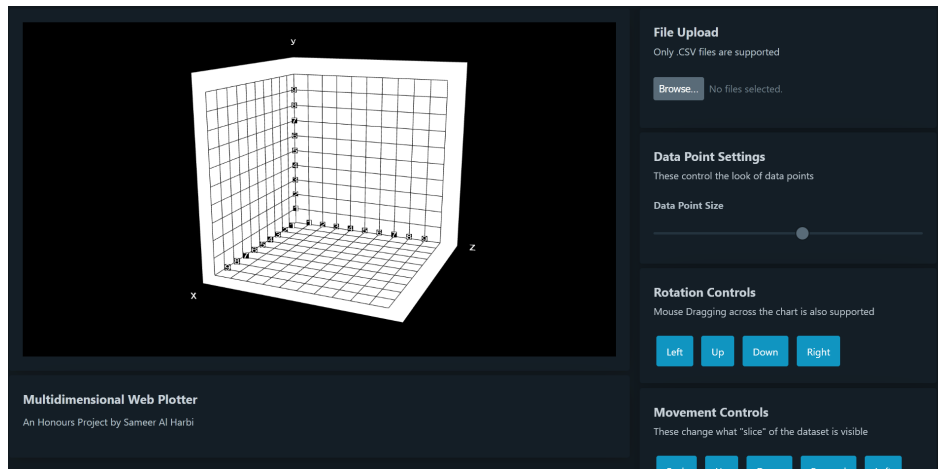 y
x
z
Multidimensional Web Plotter
An Honours Project by Sameer Al Harbi
File Upload
Only .CSV files are supported
Browse... No files selected.
Data Point Settings
These control the look of data points
Data Point Size
Rotation Controls
Mouse Dragging across the chart is also supported
Left Up Down Right
Movement Controls
These change what "slice" of the dataset is visible